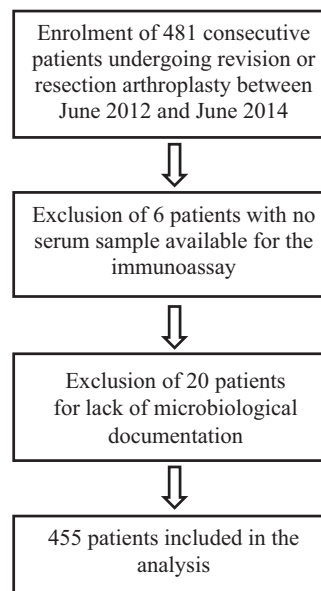 Enrolment of 481 consecutive
patients undergoing revision or
resection arthroplasty between
June 2012 and June 2014
Exclusion of 6 patients with no
serum sample available for the
immunoassay
Exclusion of 20 patients
for lack of microbiological
documentation
455 patients included in the
analysis